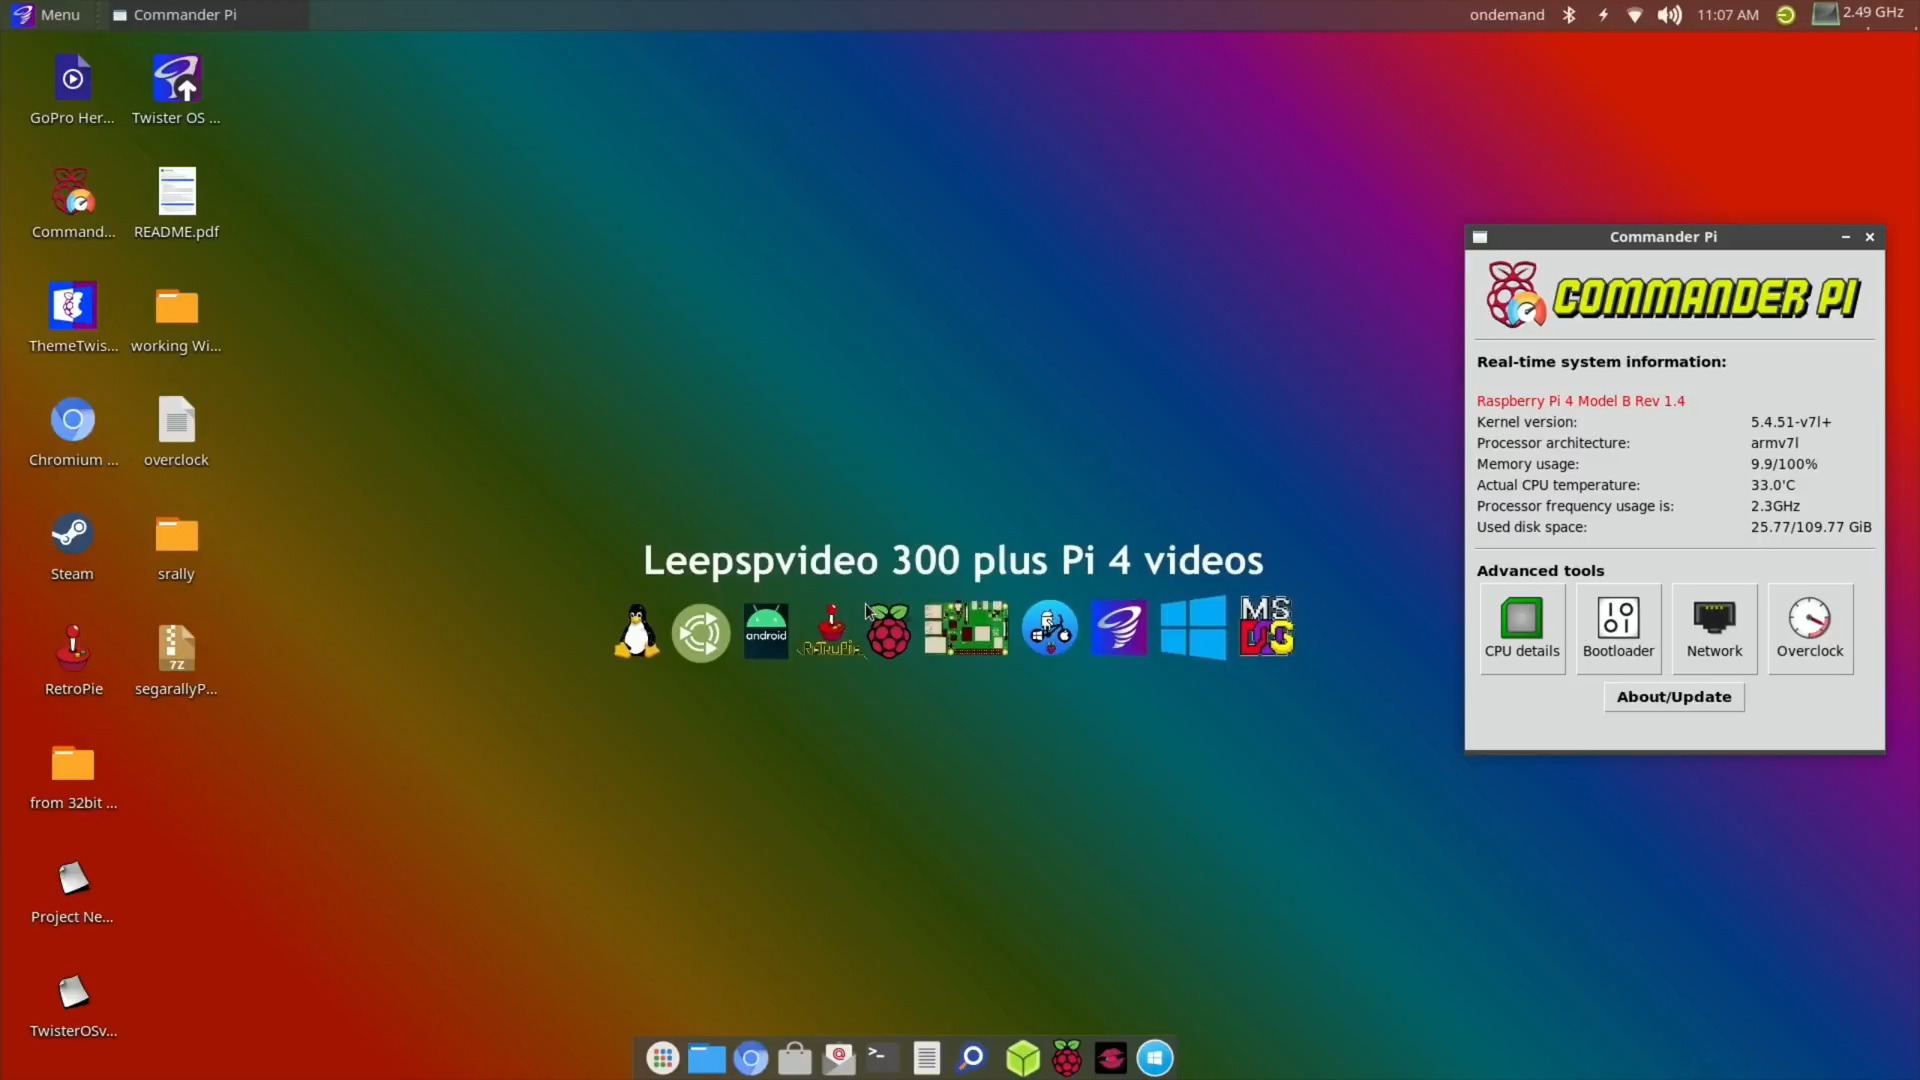 Menu
Commander Pi
ondemand
11:07 AM
2.49 GHz
GoPro Her...
Twister OS ...
Command...
README.pdf
ThemeTwis...
working Wi...
Chromium ...
overclock
Steam
srally
RetroPie
7Z
segarallyP...
from 32bit ...
Project Ne...
TwisterOSv...
Leepspvideo 300 plus Pi 4 videos
android
RetroPie
MS
DOS
Commander Pi
COMMANDER PI
Real-time system information:
Raspberry Pi 4 Model B Rev 1.4
Kernel version: 5.4.51-v7l+
Processor architecture: armv7l
Memory usage: 9.9/100%
Actual CPU temperature: 33.0'C
Processor frequency usage is: 2.3GHz
Used disk space: 25.77/109.77 GiB
Advanced tools
CPU details
Bootloader
Network
Overclock
About/Update